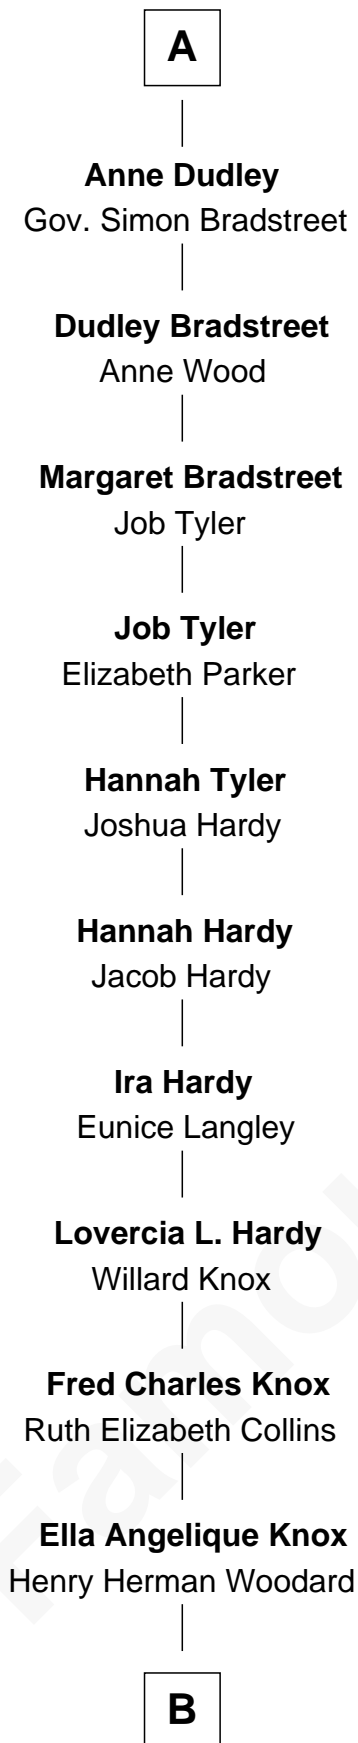 A
Anne Dudley
Gov. Simon Bradstreet
Dudley Bradstreet
Anne Wood
Margaret Bradstreet
Job Tyler
Job Tyler
Elizabeth Parker
Hannah Tyler
Joshua Hardy
Hannah Hardy
Jacob Hardy
Ira Hardy
Eunice Langley
Lovercia L. Hardy
Willard Knox
Fred Charles Knox
Ruth Elizabeth Collins
Ella Angelique Knox
Henry Herman Woodard
B